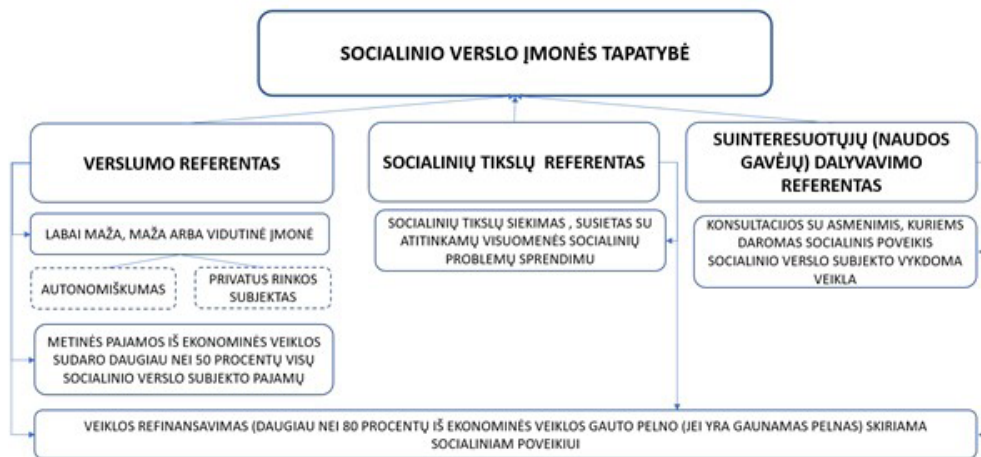 SOCIALINIO VERSLO ĮMONĖS TAPATYBĖ
VERSLUMO REFERENTAS
SOCIALINIŲ TIKSLŲ REFERENTAS
SUINTERESUOTŲJŲ (NAUDOS
GAVĖJŲ) DALYVAVIMO
REFERENTAS
LABAI MAŽA, MAŽA ARBA VIDUTINĖ ĮMONĖ
AUTONOMIŠKUMAS
PRIVATUS RINKOS
SUBJEKTAS
SOCIALINIŲ TIKSLŲ SIEKIMAS , SUSIETAS SU
ATITINKAMŲ VISUOMENĖS SOCIALINIŲ
PROBLEMŲ SPRENDIMU
KONSULTACIJOS SU ASMENIMIS, KURIEMS
DAROMAS SOCIALINIS POVEIKIS
SOCIALINIO VERSLO SUBJEKTO VYKDOMA
VEIKLA
METINĖS PAJAMOS IŠ EKONOMINĖS VEIKLOS
SUDARO DAUGIAU NEI 50 PROCENTŲ VISŲ
SOCIALINIO VERSLO SUBJEKTO PAJAMŲ
VEIKLOS REFINANSAVIMAS (DAUGIAU NEI 80 PROCENTŲ IŠ EKONOMINĖS VEIKLOS GAUTO PELNO (JEI YRA GAUNAMAS PELNAS) SKIRIAMA
SOCIALINIAM POVEIKIUI